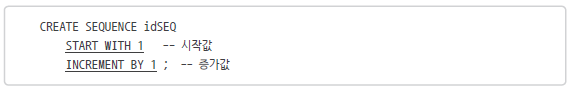 CREATE SEQUENCE idSEQ
START WITH 1 -- 시작값
INCREMENT BY 1 ; -- 증가값